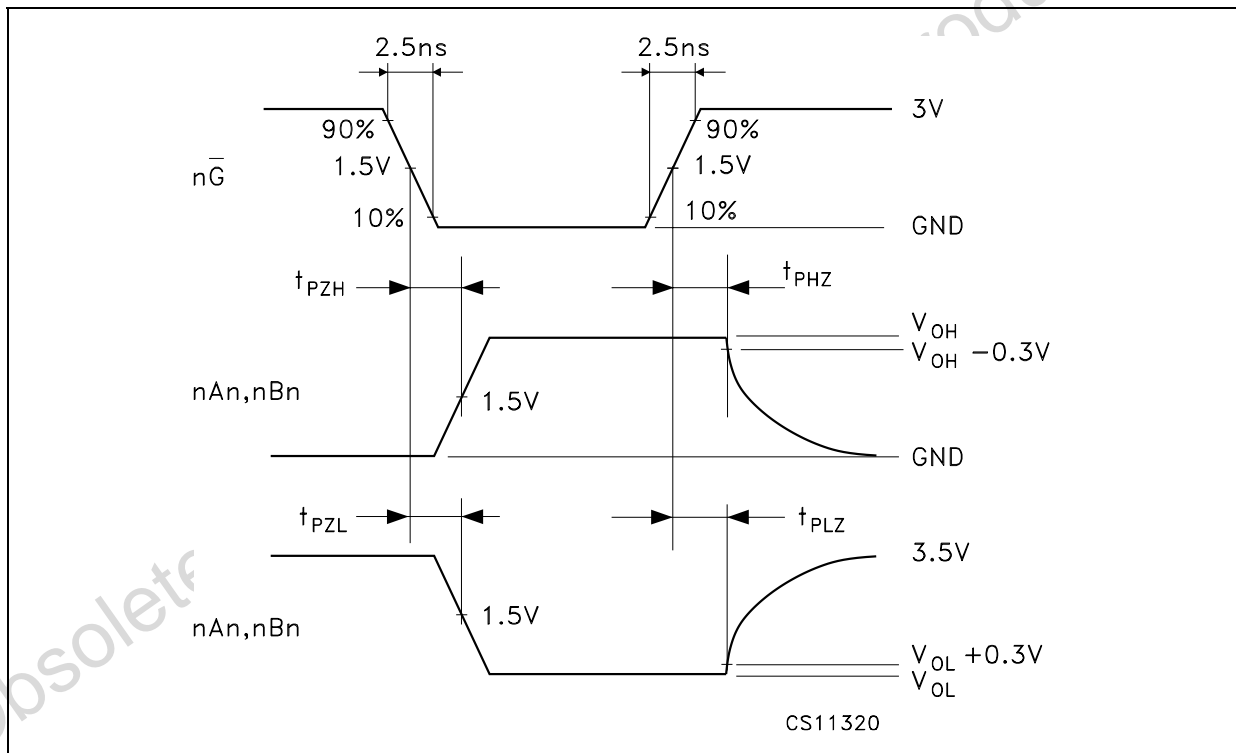 2.5ns 2.5ns
3V
90% 90%
1.5V 1.5V
nG̅
10% 10%
GND
tPZH tPHZ
VOH
VOH -0.3V
nAn,nBn
1.5V
GND
tPZL tPLZ
3.5V
1.5V
nAn,nBn
VOL +0.3V
VOL
CS11320
obsolete